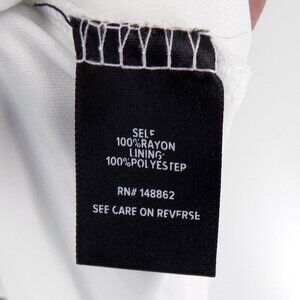 SELF
100%RAYON
LINING:
100%POLYESTER
RN# 148862
SEE CARE ON REVERSE